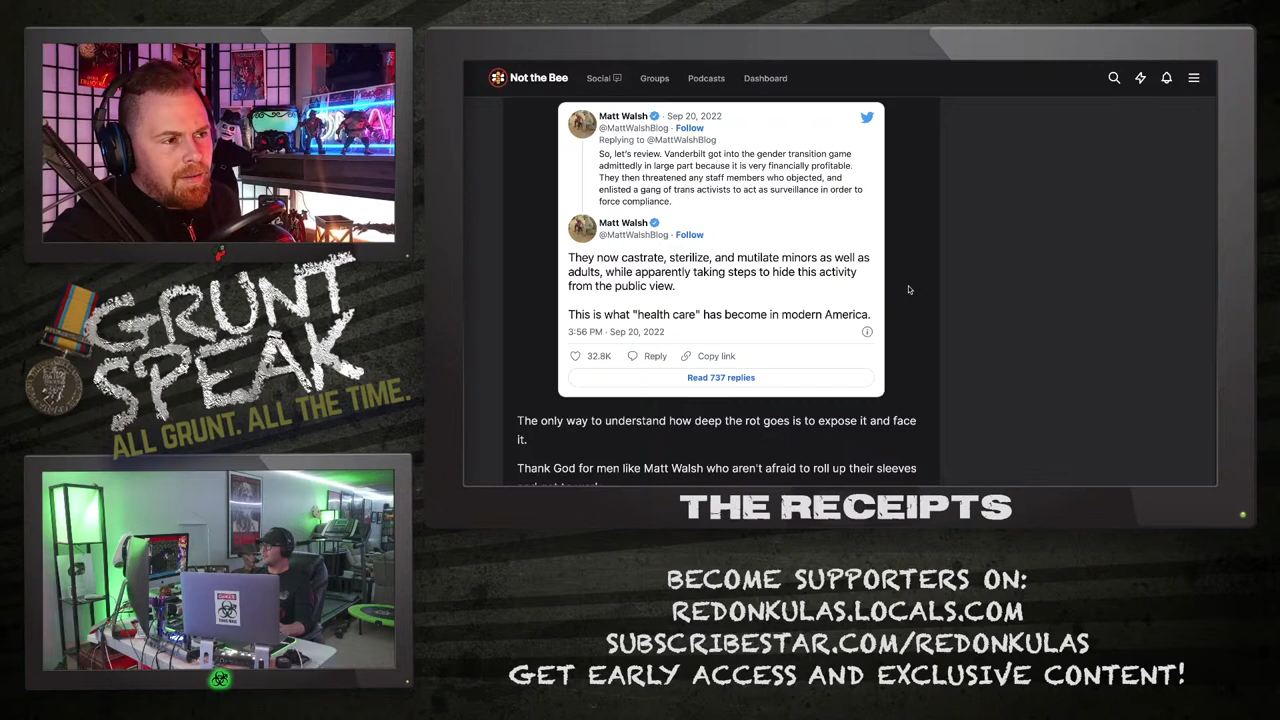 Not the Bee
Social
Groups
Podcasts
Dashboard
Matt Walsh · Sep 20, 2022
@MattWalshBlog · Follow
Replying to @MattWalshBlog
So, let's review. Vanderbilt got into the gender transition game
admittedly in large part because it is very financially profitable.
They then threatened any staff members who objected, and
enlisted a gang of trans activists to act as surveillance in order to
force compliance.
Matt Walsh
@MattWalshBlog · Follow
They now castrate, sterilize, and mutilate minors as well as
adults, while apparently taking steps to hide this activity
from the public view.
This is what "health care" has become in modern America.
3:56 PM · Sep 20, 2022
32.8K
Reply
Copy link
Read 737 replies
The only way to understand how deep the rot goes is to expose it and face
it.
Thank God for men like Matt Walsh who aren't afraid to roll up their sleeves
GRUNT
SPEAK
ALL GRUNT. ALL THE TIME.
THE RECEIPTS
BECOME SUPPORTERS ON:
REDONKULAS.LOCALS.COM
SUBSCRIBESTAR.COM/REDONKULAS
GET EARLY ACCESS AND EXCLUSIVE CONTENT!